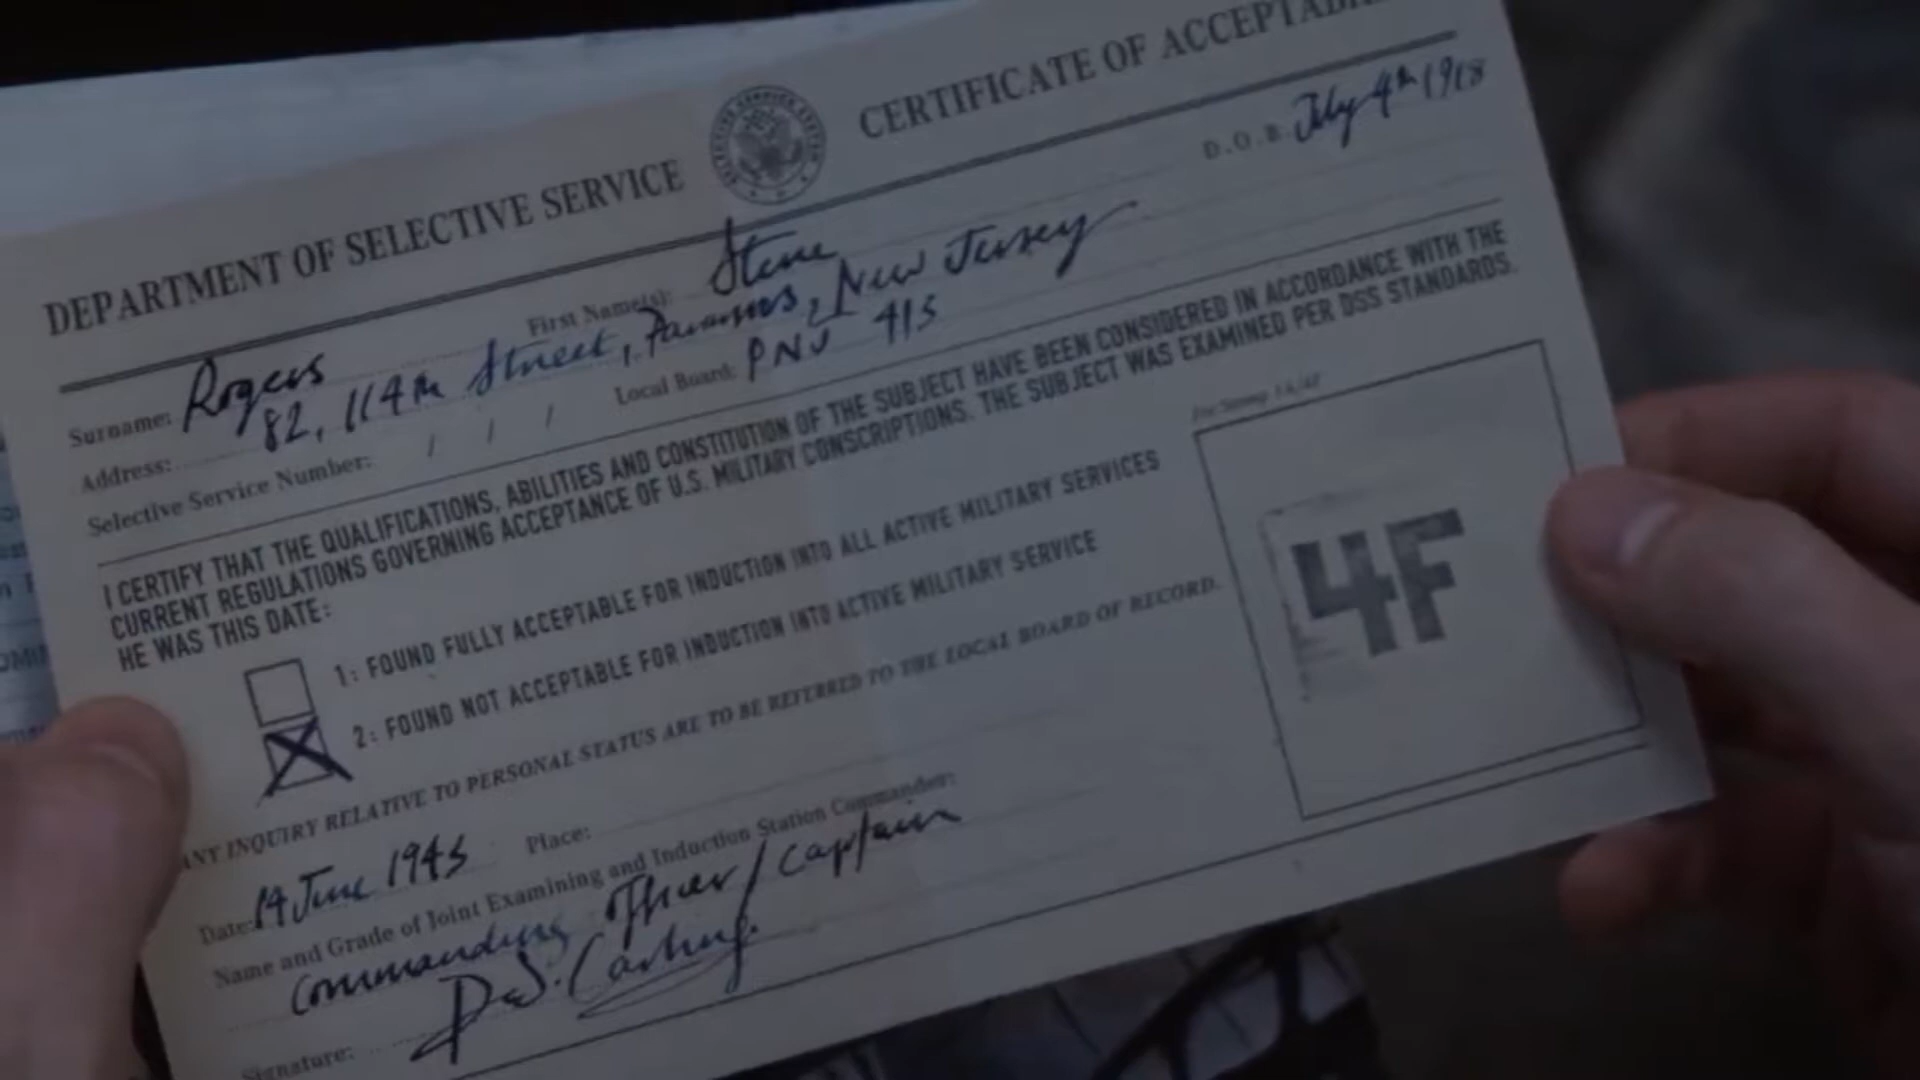 DEPARTMENT OF SELECTIVE SERVICE
CERTIFICATE OF
D.O.B. July 4th 1918
Surname: Rogers First Name(s): Steve
Address: 82, 114th Street, Paramus, New Jersey
Selective Service Number: / / / Local Board: PNJ 415
I CERTIFY THAT THE QUALIFICATIONS, ABILITIES AND CONSTITUTION OF THE SUBJECT HAVE BEEN CONSIDERED IN ACCORDANCE WITH THE
CURRENT REGULATIONS GOVERNING ACCEPTANCE OF U.S. MILITARY CONSCRIPTIONS. THE SUBJECT WAS EXAMINED PER DSS STANDARDS.
HE WAS THIS DATE:
1: FOUND FULLY ACCEPTABLE FOR INDUCTION INTO ALL ACTIVE MILITARY SERVICES
2: FOUND NOT ACCEPTABLE FOR INDUCTION INTO ACTIVE MILITARY SERVICE
INQUIRY RELATIVE TO PERSONAL STATUS ARE TO BE REFERRED TO THE LOCAL BOARD OF RECORD.
4F
Date: 14 June 1943 Place:
Name and Grade of Joint Examining and Induction Station Commander:
Commanding Officer/Captain
Signature: